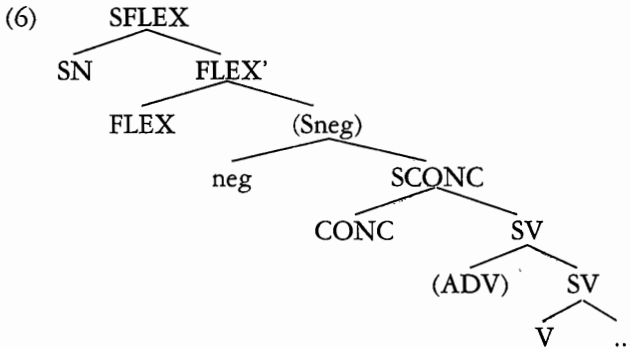 (6) SFLEX
SN FLEX’
FLEX (Sneg)
neg SCONC
CONC SV
(ADV) SV
V ..